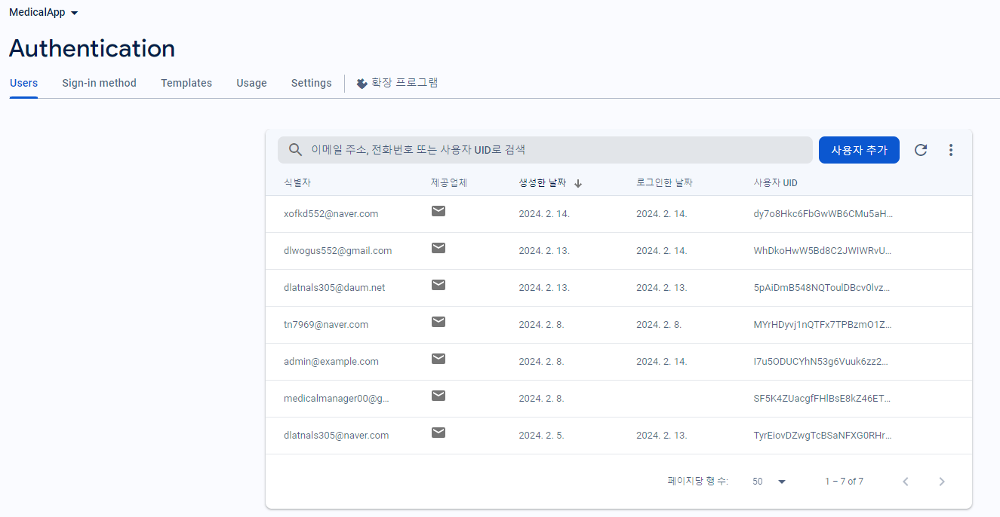 MedicalApp
Authentication
Users Sign-in method Templates Usage Settings 확장 프로그램
이메일 주소, 전화번호 또는 사용자 UID로 검색 사용자 추가
식별자 제공업체 생성한 날짜 로그인한 날짜 사용자 UID
xofkd552@naver.com 2024. 2. 14. 2024. 2. 14. dy7o8Hkc6FbGwWB6CMu5aH...
dlwogus552@gmail.com 2024. 2. 13. 2024. 2. 14. WhDkoHwW5Bd8C2JWIWRvU...
dlatnals305@daum.net 2024. 2. 13. 2024. 2. 13. 5pAiDmB548NQToulDBcv0lvz...
tn7969@naver.com 2024. 2. 8. 2024. 2. 8. MYrHDyvj1nQTFx7TPBzmO1Z...
admin@example.com 2024. 2. 8. 2024. 2. 14. I7u5ODUCYhN53g6Vuuk6zz2...
medicalmanager00@g... 2024. 2. 8. SF5K4ZUacgfFHlBsE8kZ46ET...
dlatnals305@naver.com 2024. 2. 5. 2024. 2. 13. TyrEiovDZwgTcBSaNFXG0RHr...
페이지당 행 수: 50 1 – 7 of 7